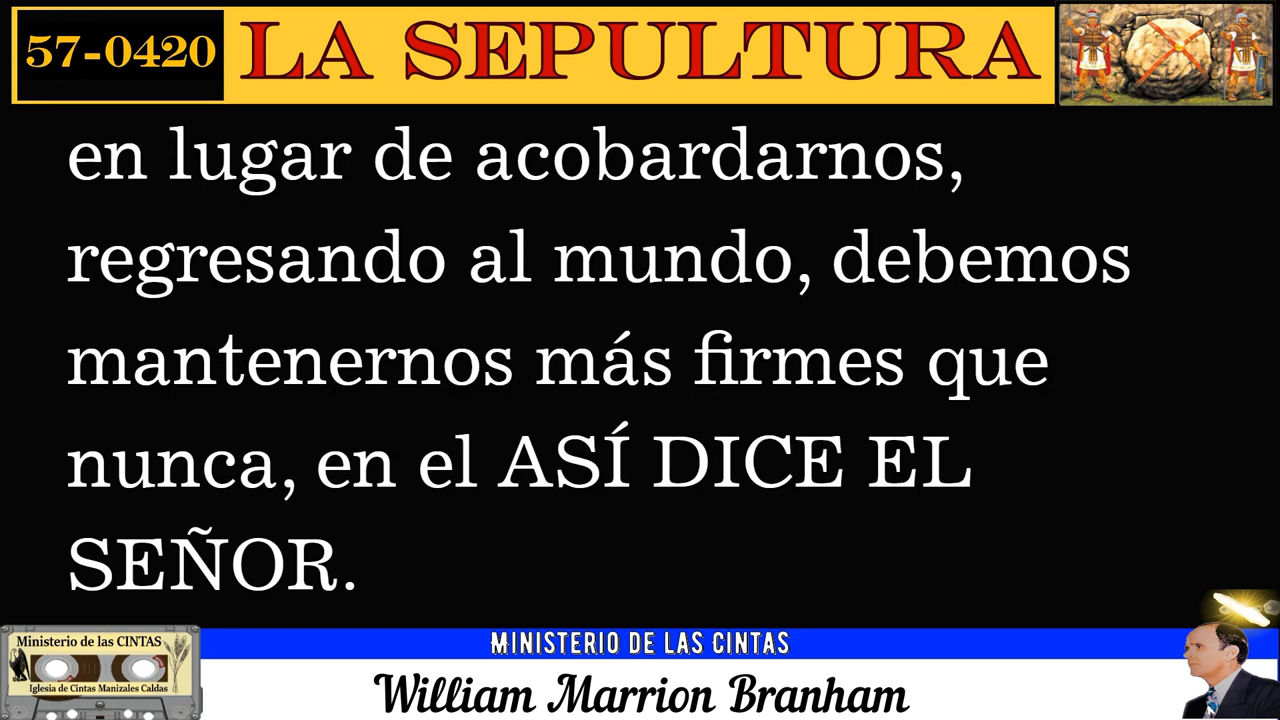 57-0420 LA SEPULTURA
en lugar de acobardarnos,
regresando al mundo, debemos
mantenernos más firmes que
nunca, en el ASÍ DICE EL
SEÑOR.
MINISTERIO DE LAS CINTAS
Ministerio de las CINTAS
Iglesia de Cintas Manizales Caldas
William Marrion Branham